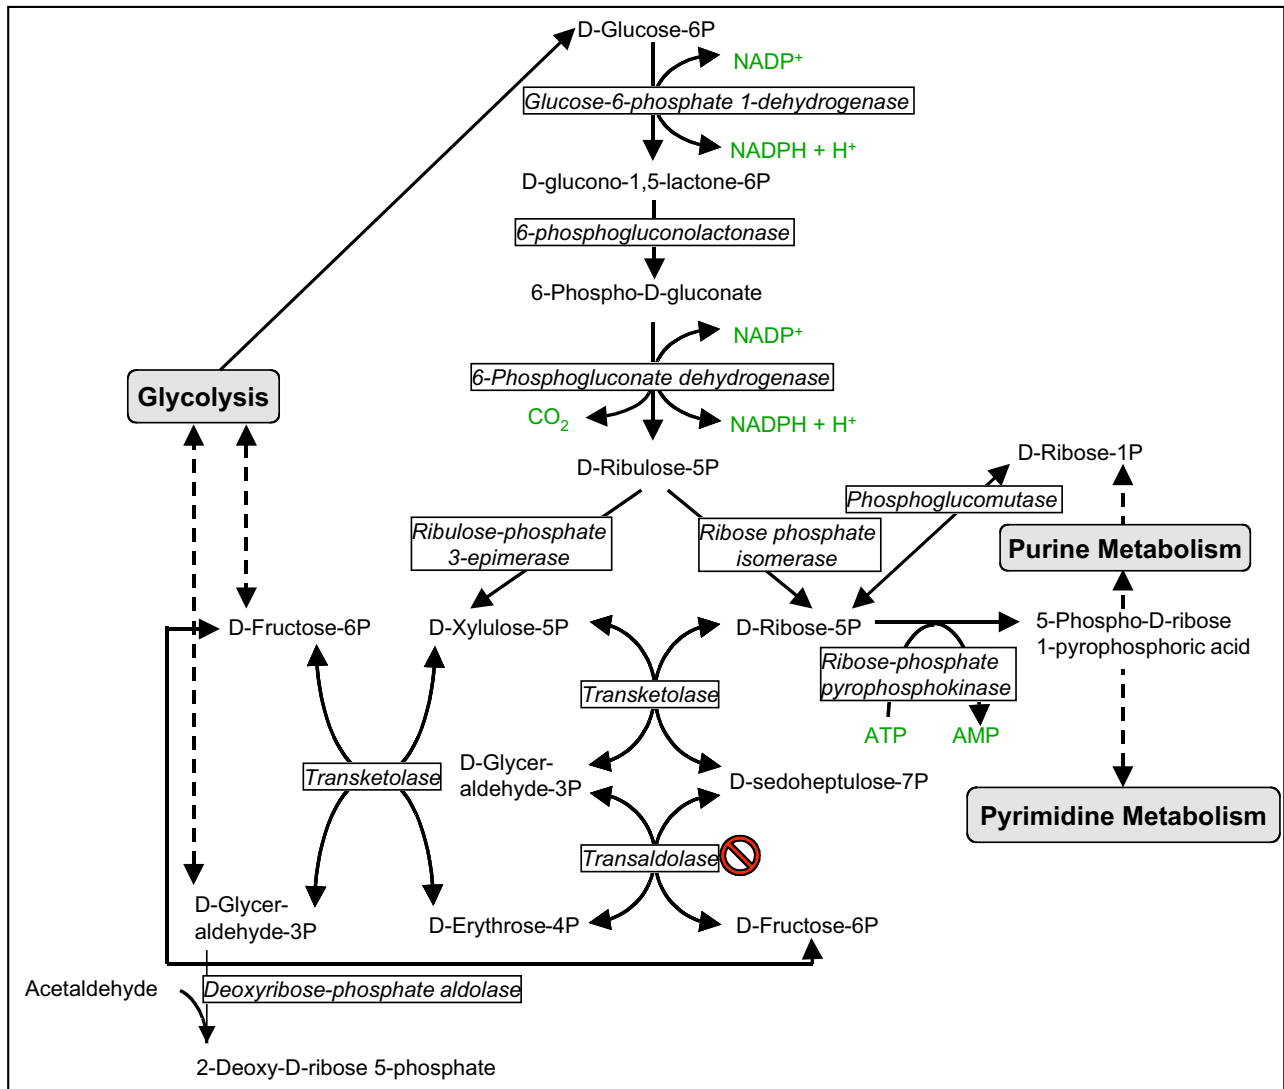 D-Glucose-6P
NADP⁺
Glucose-6-phosphate 1-dehydrogenase
NADPH + H⁺
D-glucono-1,5-lactone-6P
6-phosphogluconolactonase
6-Phospho-D-gluconate
NADP⁺
6-Phosphogluconate dehydrogenase
Glycolysis
CO₂
NADPH + H⁺
D-Ribulose-5P
D-Ribose-1P
Phosphoglucomutase
Ribulose-phosphate
3-epimerase
Ribose phosphate
isomerase
Purine Metabolism
D-Fructose-6P
D-Xylulose-5P
D-Ribose-5P
5-Phospho-D-ribose
1-pyrophosphoric acid
Ribose-phosphate
pyrophosphokinase
Transketolase
ATP
AMP
Transketolase
D-Glycer-
aldehyde-3P
D-sedoheptulose-7P
Pyrimidine Metabolism
Transaldolase
D-Glycer-
aldehyde-3P
D-Erythrose-4P
D-Fructose-6P
Acetaldehyde
Deoxyribose-phosphate aldolase
2-Deoxy-D-ribose 5-phosphate